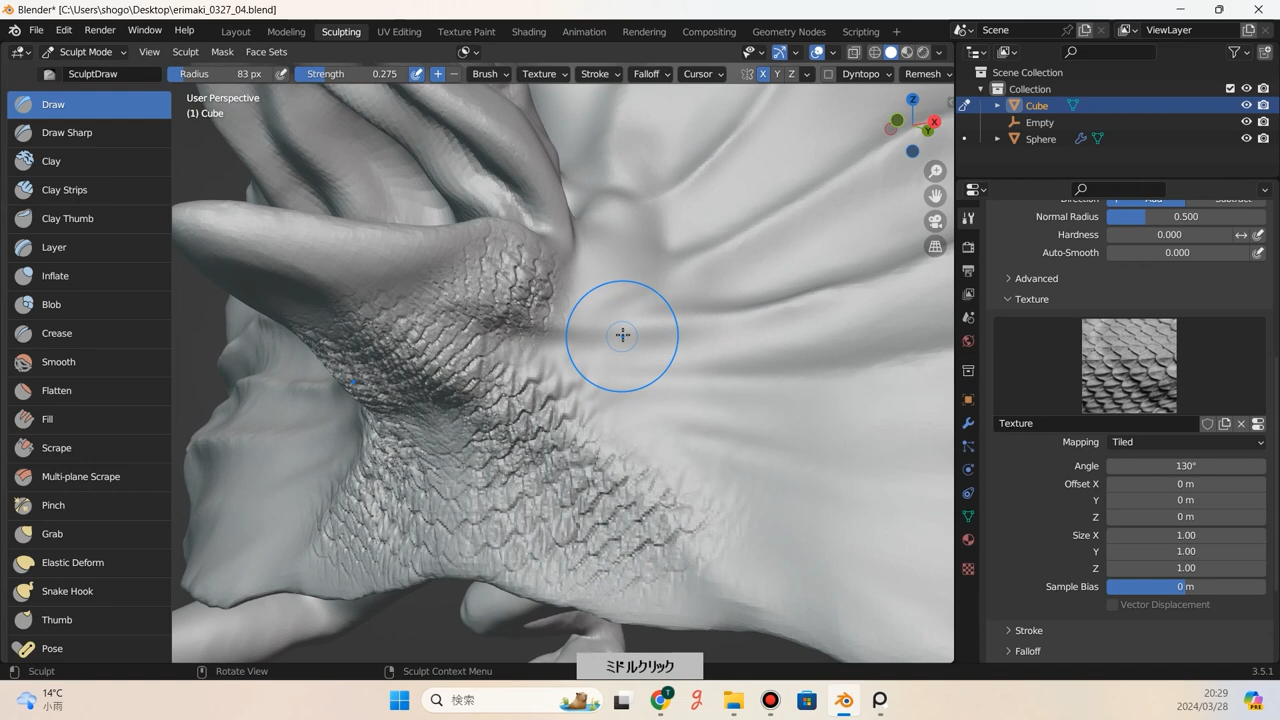 Blender* [C:\Users\shogo\Desktop\erimaki_0327_04.blend]
File Edit Render Window Help Layout Modeling Sculpting UV Editing Texture Paint Shading Animation Rendering Compositing Geometry Nodes Scripting + Scene ViewLayer
Sculpt Mode View Sculpt Mask Face Sets
SculptDraw Radius 83 px Strength 0.275 Brush Texture Stroke Falloff Cursor X Y Z Dyntopo Remesh
User Perspective
(1) Cube
Draw
Draw Sharp
Clay
Clay Strips
Clay Thumb
Layer
Inflate
Blob
Crease
Smooth
Flatten
Fill
Scrape
Multi-plane Scrape
Pinch
Grab
Elastic Deform
Snake Hook
Thumb
Pose
Z
X
Y
Scene Collection
Collection
Cube
Empty
Sphere
Normal Radius 0.500
Hardness 0.000
Auto-Smooth 0.000
Advanced
Texture
Texture
Mapping Tiled
Angle 130°
Offset X 0 m
Y 0 m
Z 0 m
Size X 1.00
Y 1.00
Z 1.00
Sample Bias 0 m
Vector Displacement
Stroke
Falloff
ミドルクリック
Sculpt Rotate View Sculpt Context Menu 3.5.1
14°C
小雨
検索
20:29
2024/03/28